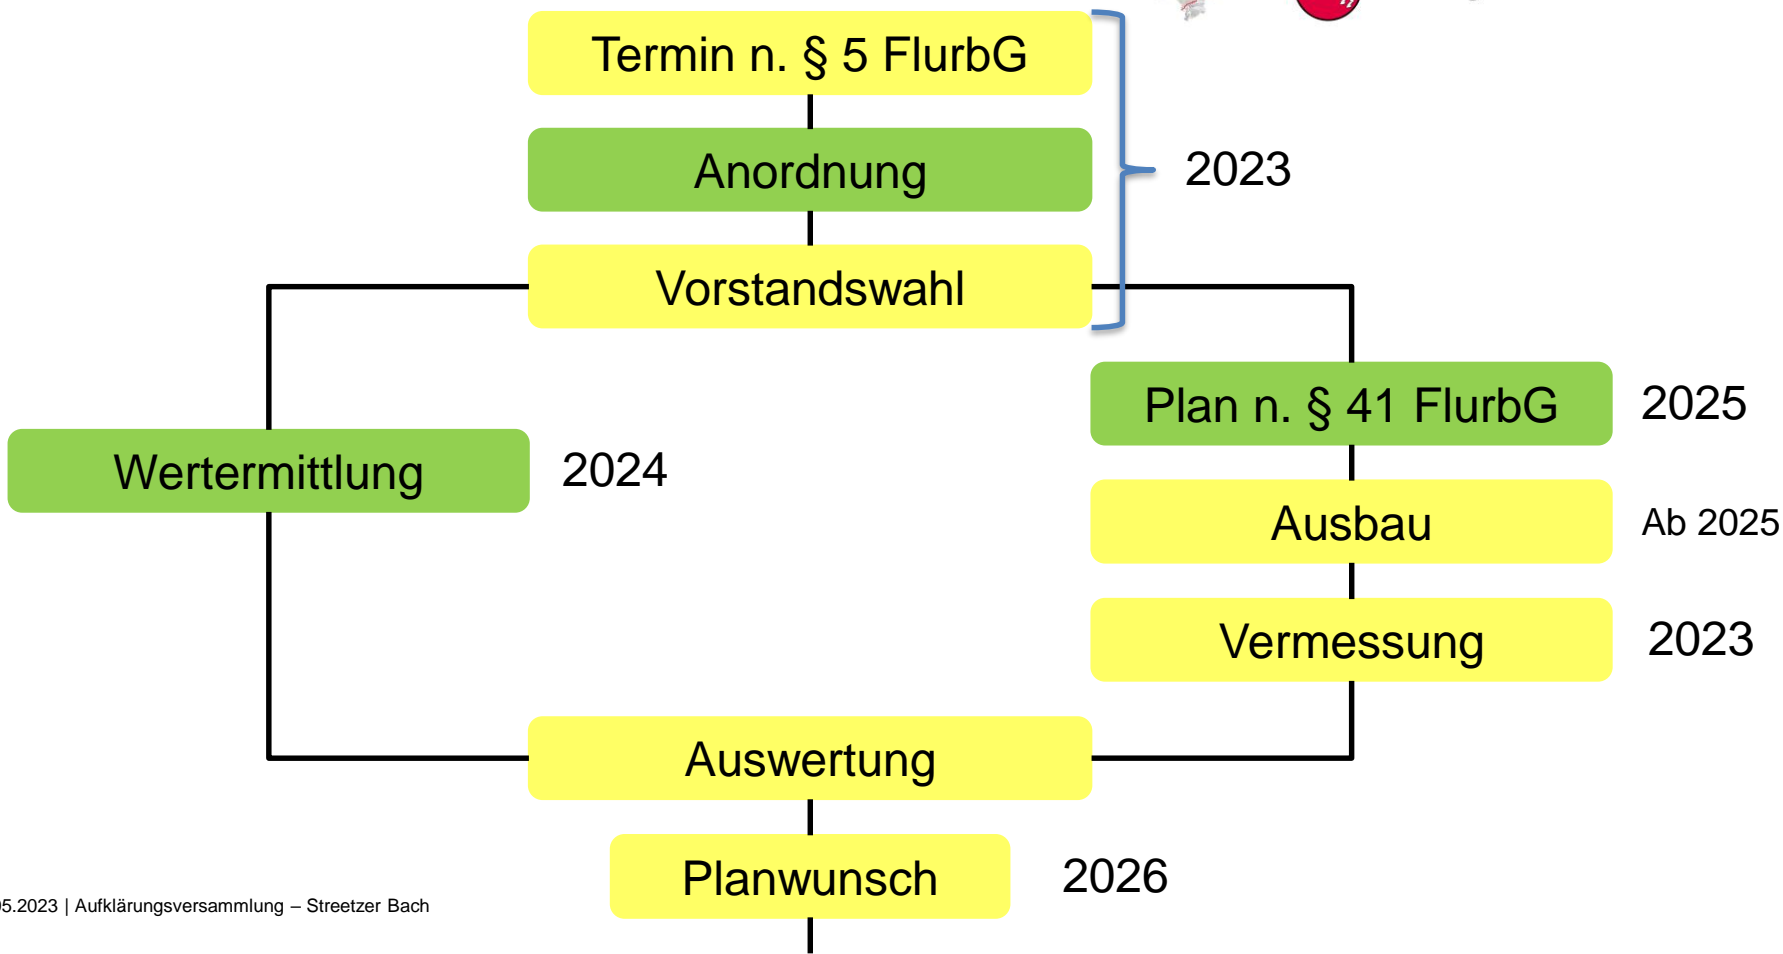 Termin n. § 5 FlurbG
Anordnung
2023
Vorstandswahl
Plan n. § 41 FlurbG
2025
Wertermittlung
2024
Ausbau
Ab 2025
Vermessung
2023
Auswertung
Planwunsch
2026
05.2023 | Aufklärungsversammlung – Streetzer Bach